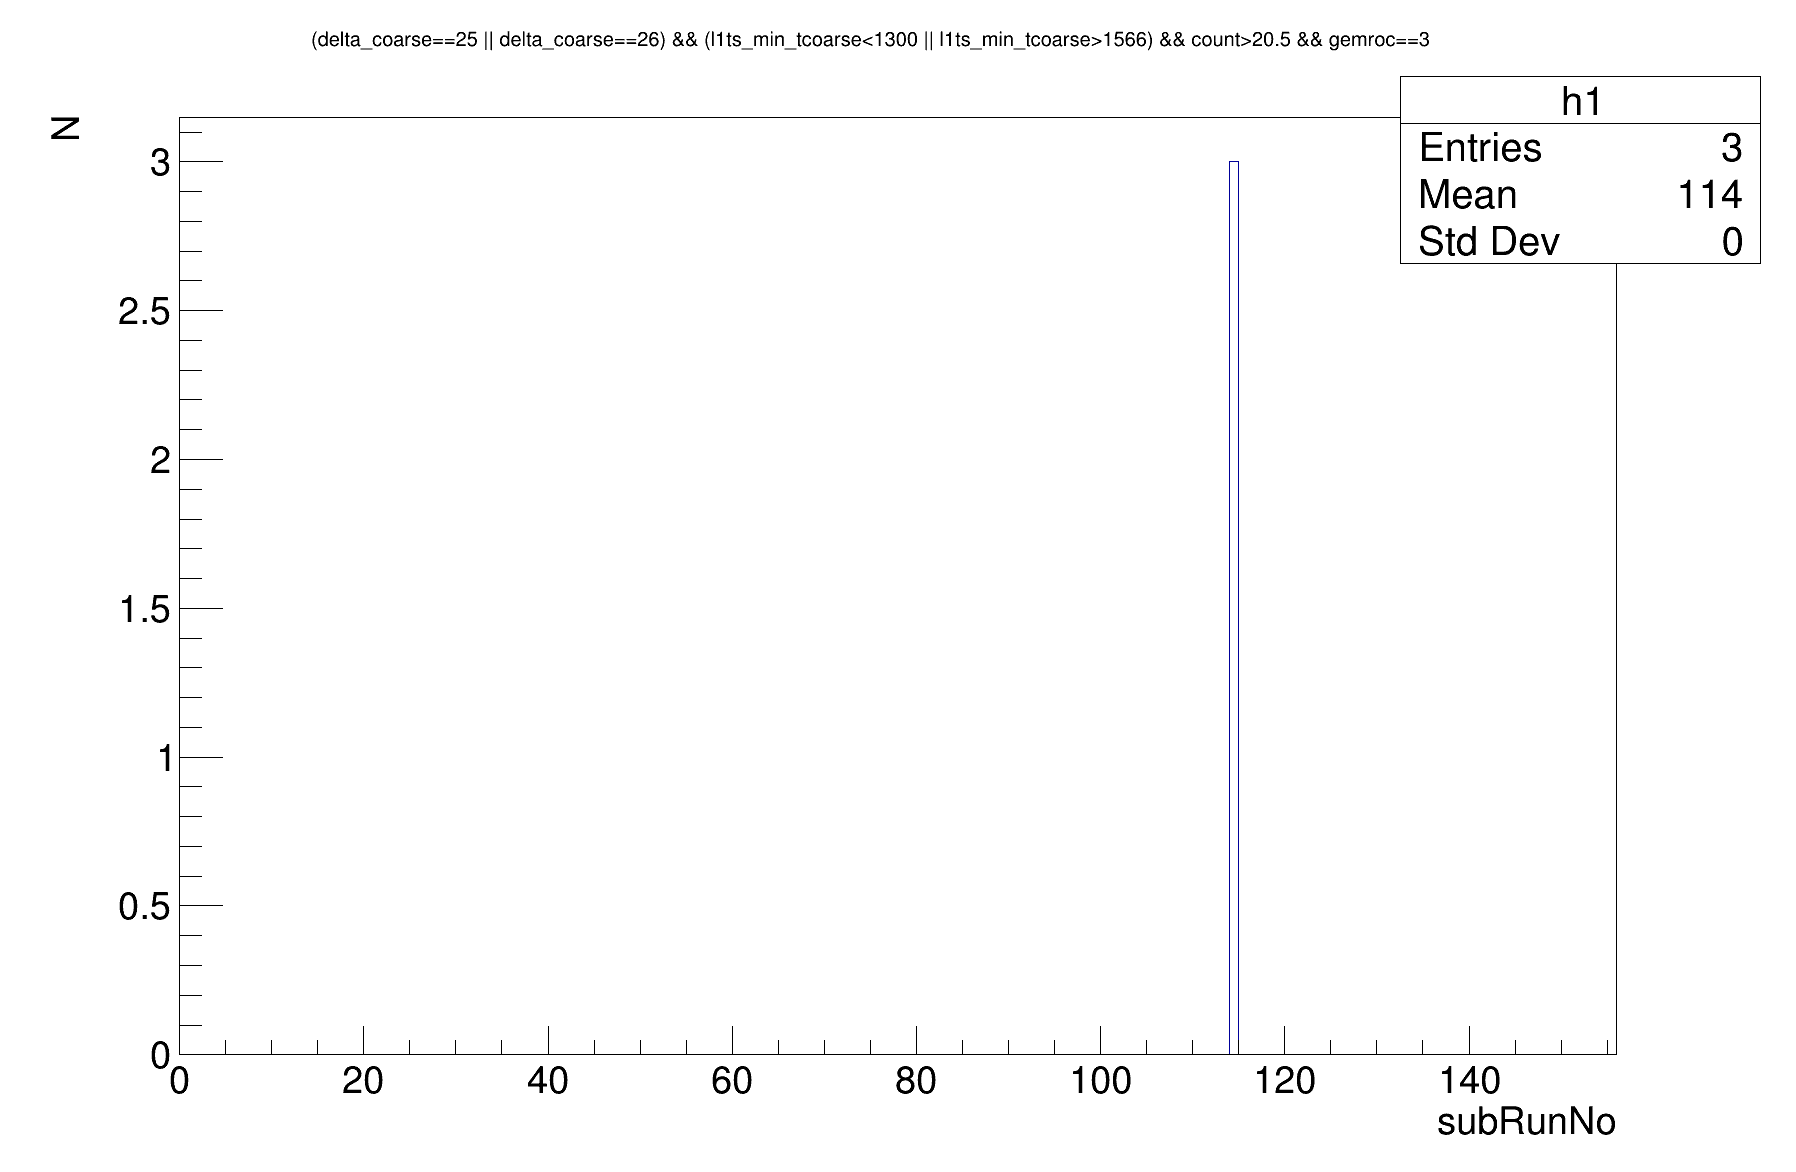 (delta_coarse==25 || delta_coarse==26) && (l1ts_min_tcoarse<1300 || l1ts_min_tcoarse>1566) && count>20.5 && gemroc==3
h1
Entries 3
Mean 114
Std Dev 0
N
3
2.5
2
1.5
1
0.5
0
0 20 40 60 80 100 120 140
subRunNo